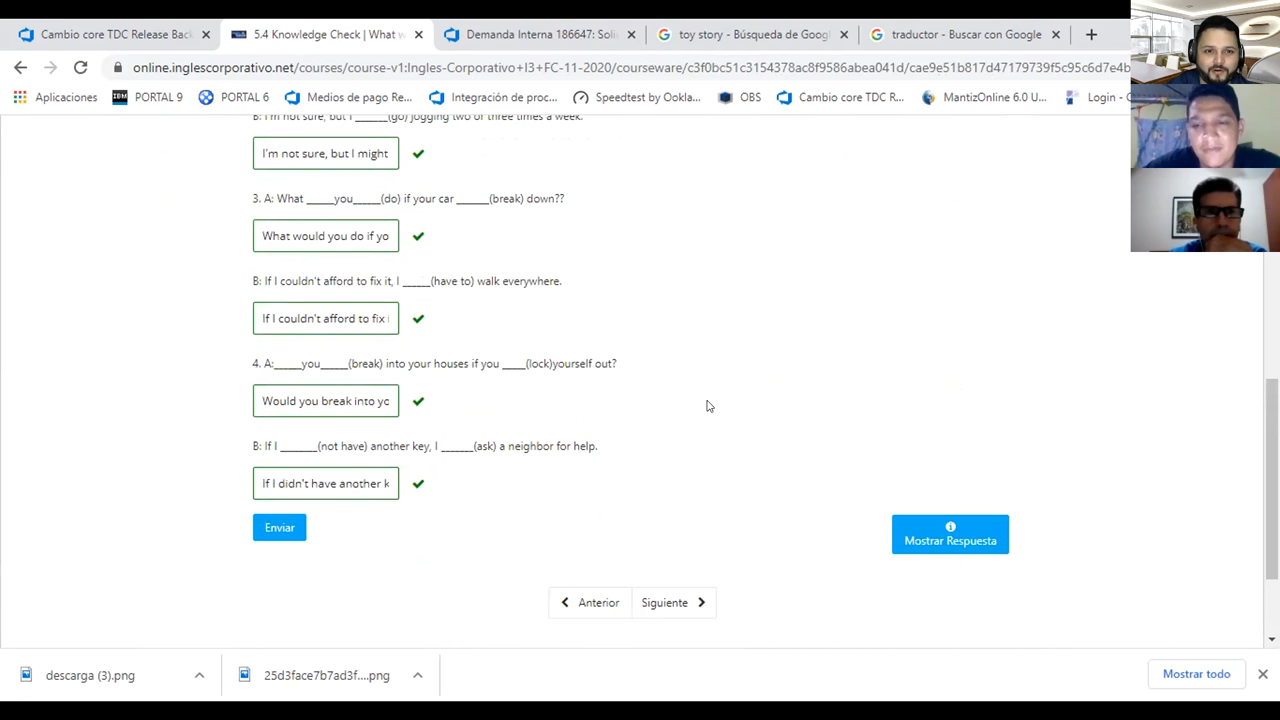 Cambio core TDC Release Back
5.4 Knowledge Check | What w
Demanda Interna 186647: Soli
toy story - Búsqueda de Googl
traductor - Buscar con Google
online.inglescorporativo.net/courses/course-v1:Ingles-Corporativo+I3+FC-11-2020/courseware/c3f0bc51c3154378bc8f9586abea041d/cae9e51b817d47179739f5c95c6d7e4b
Aplicaciones
IBM PORTAL 9
PORTAL 6
Medios de pago Re...
Integración de proc...
Speedtest by Ookla...
OBS
Cambio core TDC R...
MantizOnline 6.0 U...
Login -
B: I'm not sure, but I ______(go) jogging two or three times a week.
I'm not sure, but I might
3. A: What _____you_____(do) if your car ______(break) down??
What would you do if yo
B: If I couldn't afford to fix it, I _____(have to) walk everywhere.
If I couldn't afford to fix i
4. A:_____you_____(break) into your houses if you ____(lock)yourself out?
Would you break into yo
B: If I _______(not have) another key, I ______(ask) a neighbor for help.
If I didn't have another k
Enviar
Mostrar Respuesta
Anterior
Siguiente
descarga (3).png
25d3face7b7ad3f....png
Mostrar todo